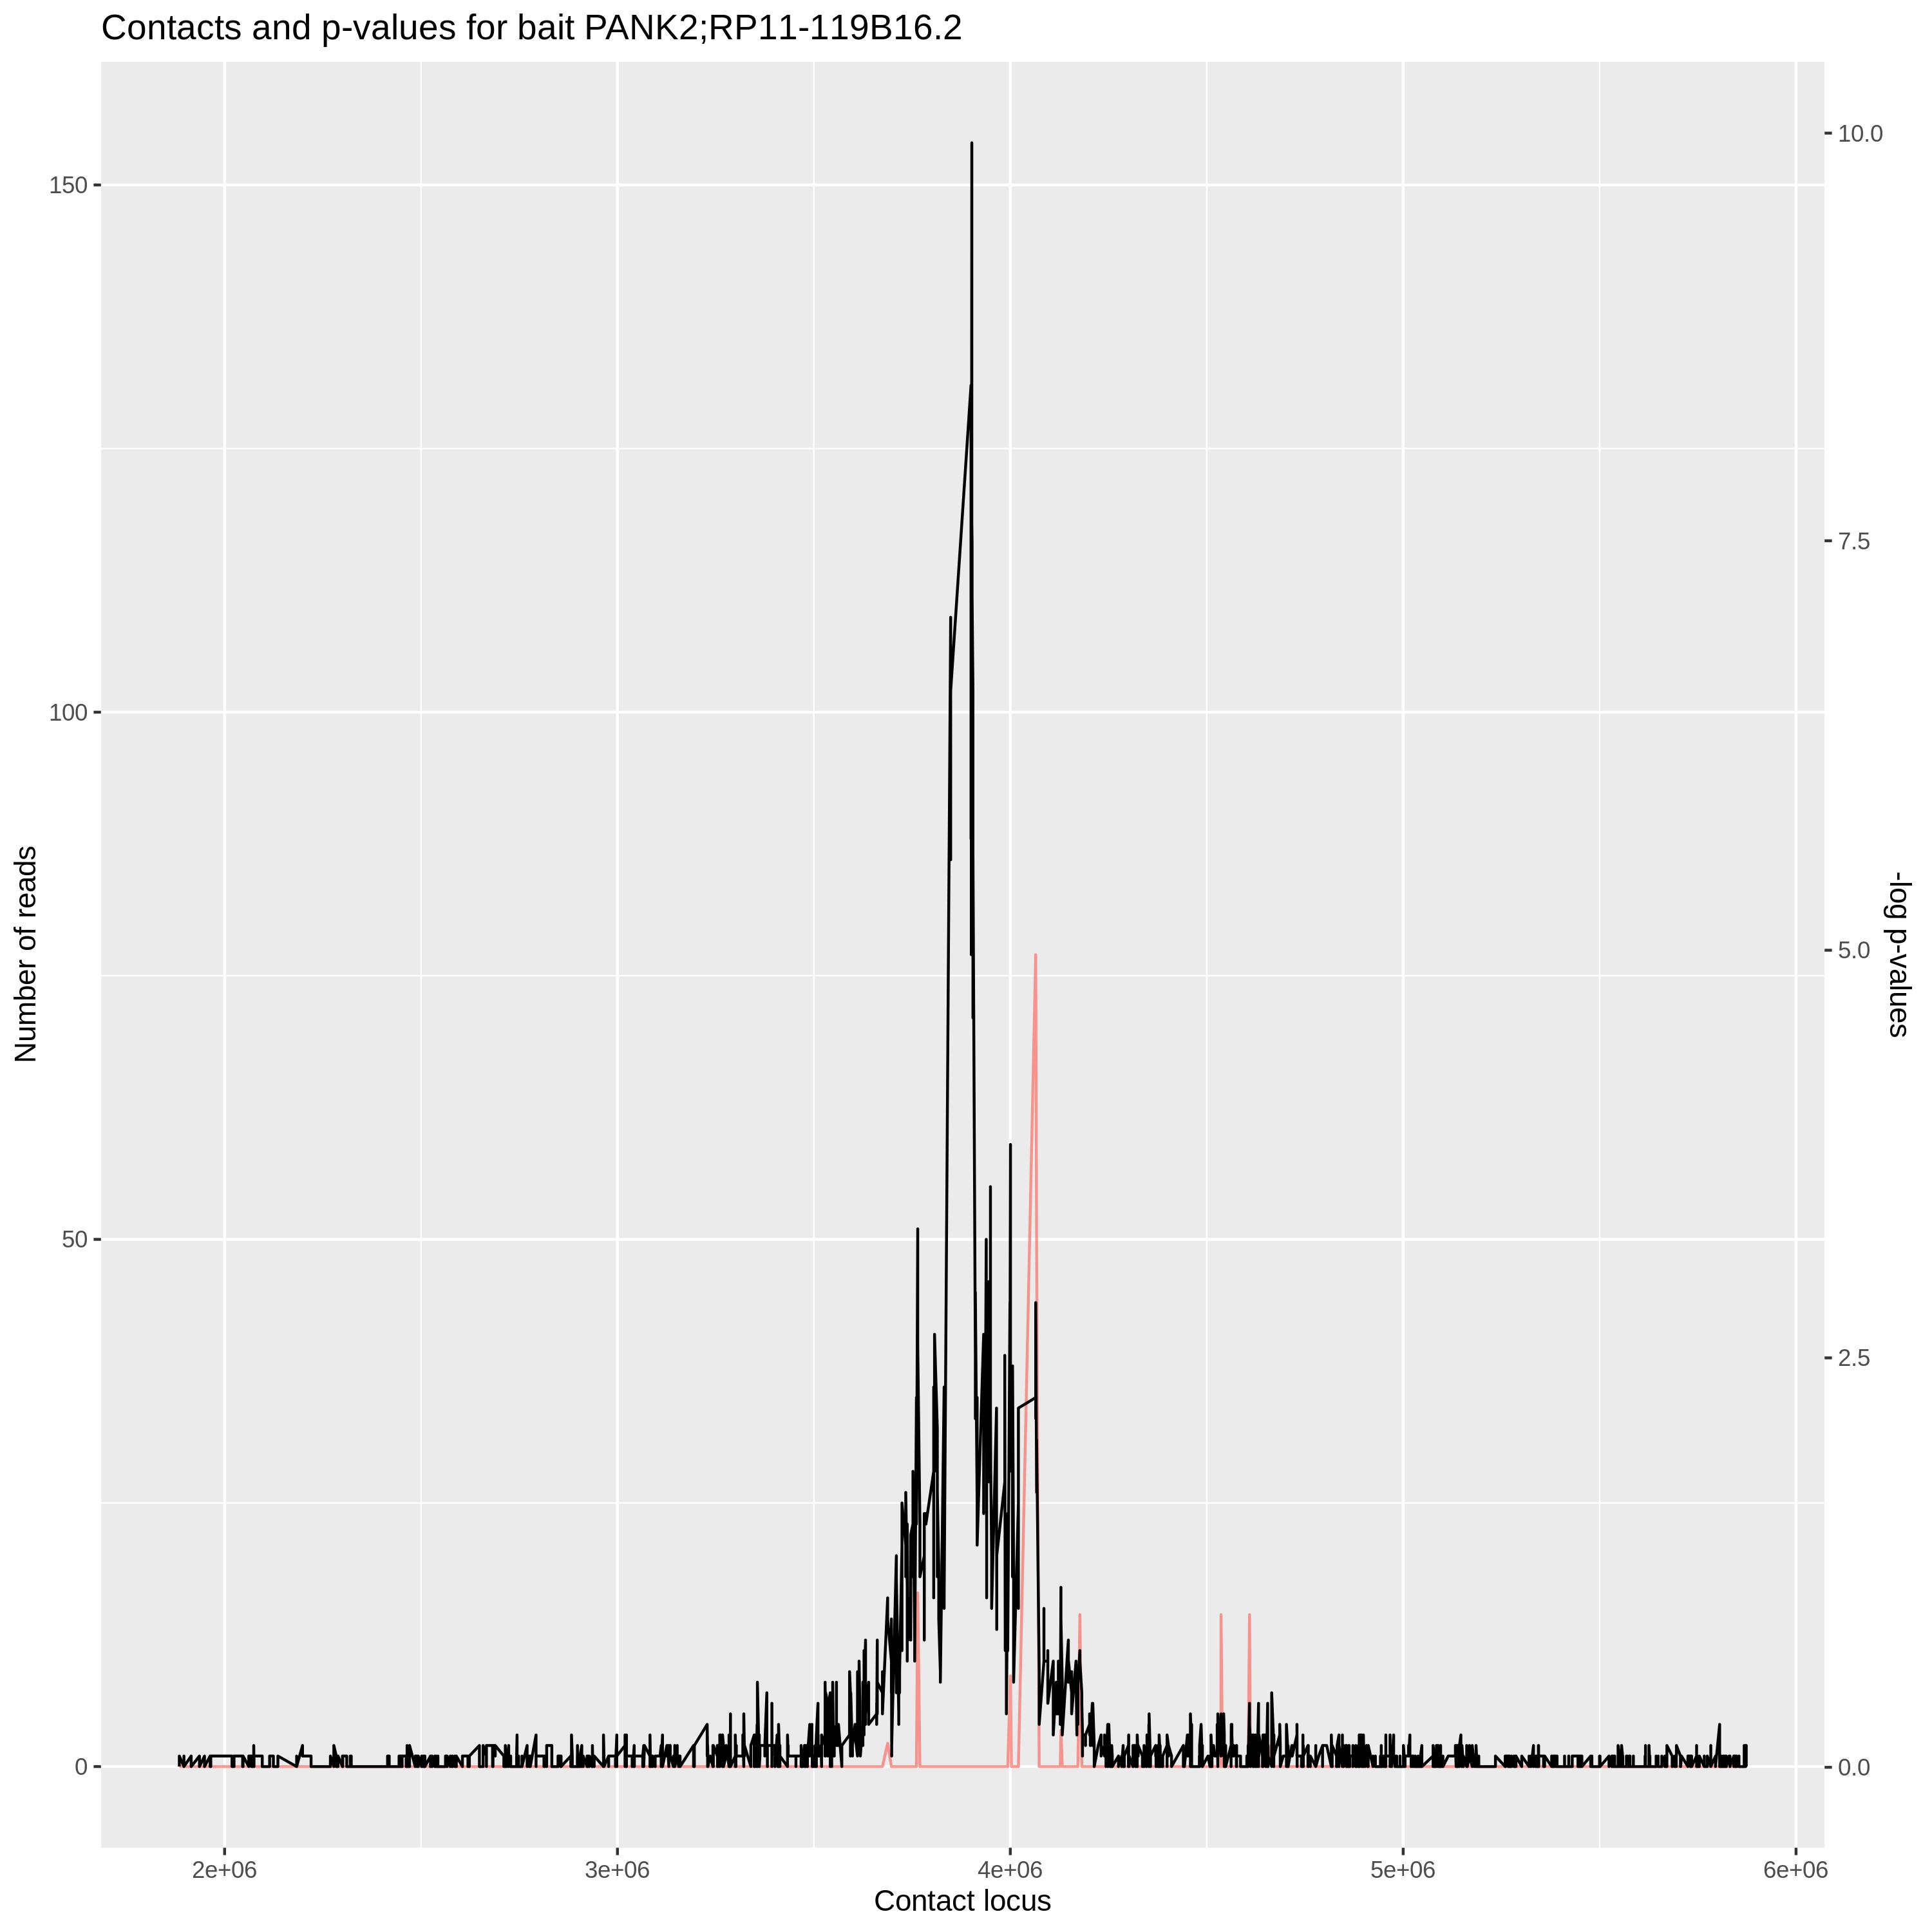 Contacts and p-values for bait PANK2;RP11-119B16.2
Number of reads
150
100
50
0
10.0
7.5
5.0
2.5
0.0
-log p-values
2e+06
3e+06
4e+06
5e+06
6e+06
Contact locus